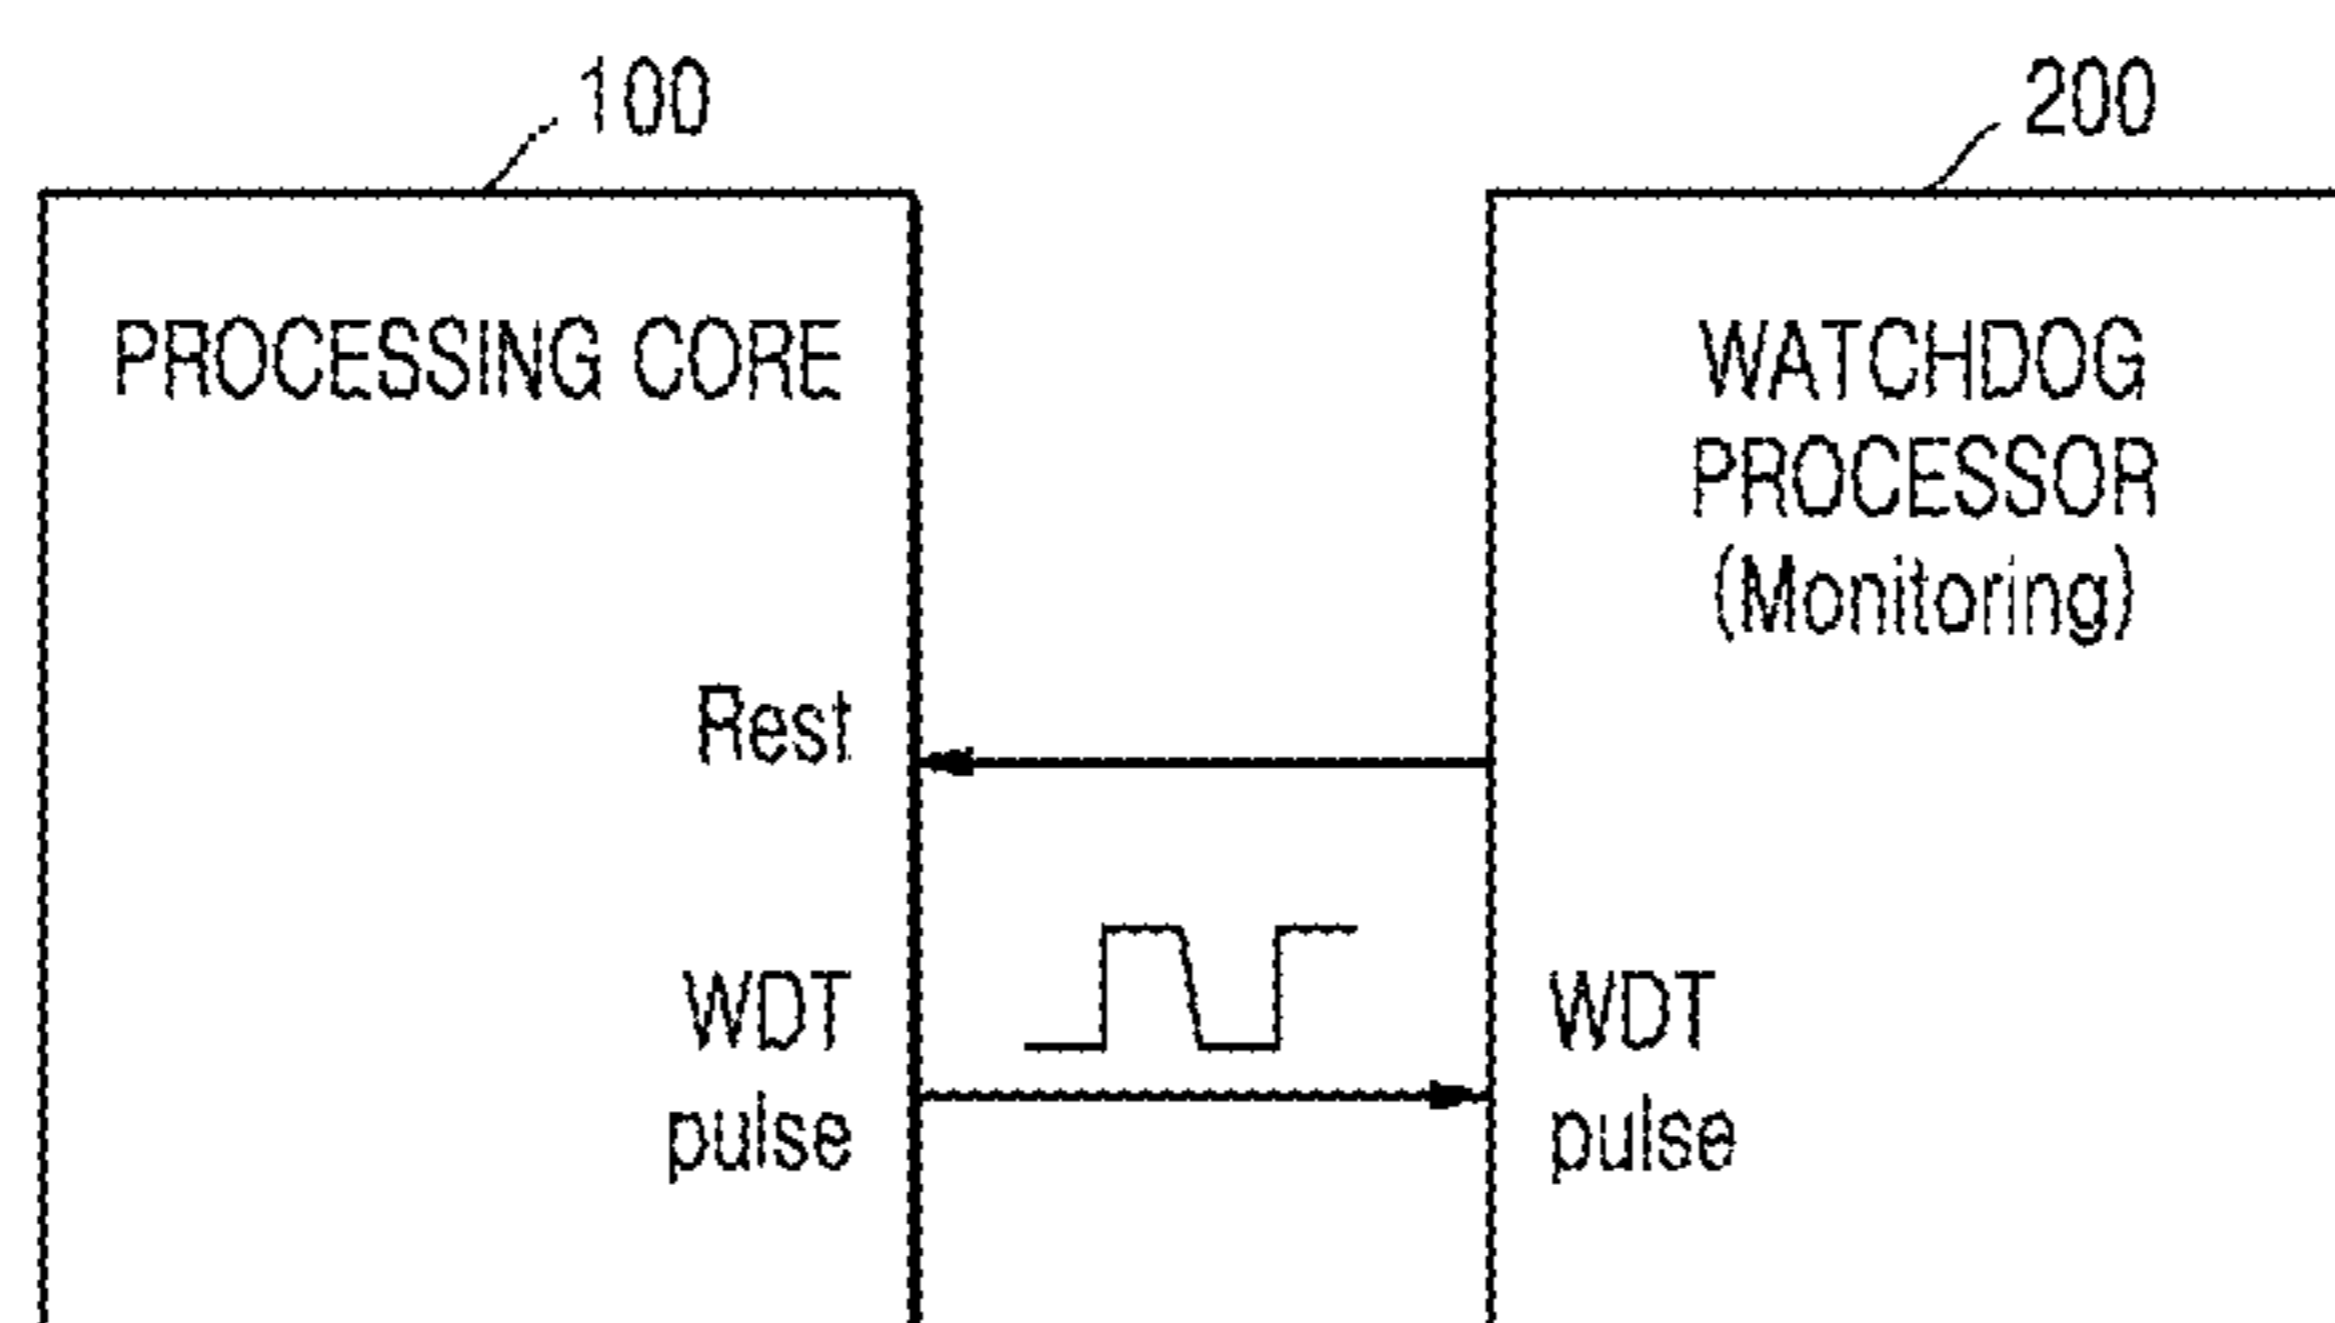 100
200
PROCESSING CORE
WATCHDOG
PROCESSOR
(Monitoring)
Rest
WDT
pulse
WDT
pulse